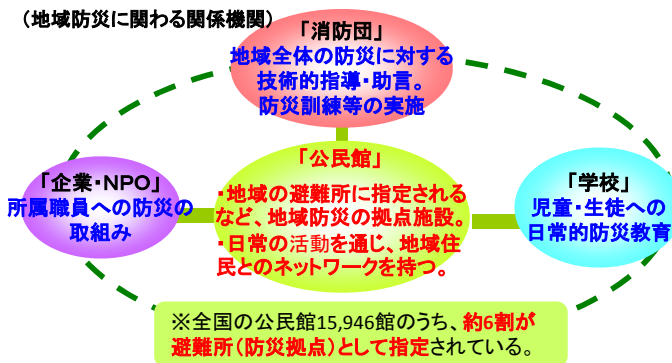 （地域防災に関わる関係機関）
「消防団」
地域全体の防災に対する
技術的指導・助言。
防災訓練等の実施
「公民館」
・地域の避難所に指定される
など、地域防災の拠点施設。
・日常の活動を通じ、地域住
民とのネットワークを持つ。
「企業・NPO」
所属職員への防災の
取組み
「学校」
児童・生徒への
日常的防災教育
※全国の公民館15,946館のうち、約6割が
避難所（防災拠点）として指定されている。